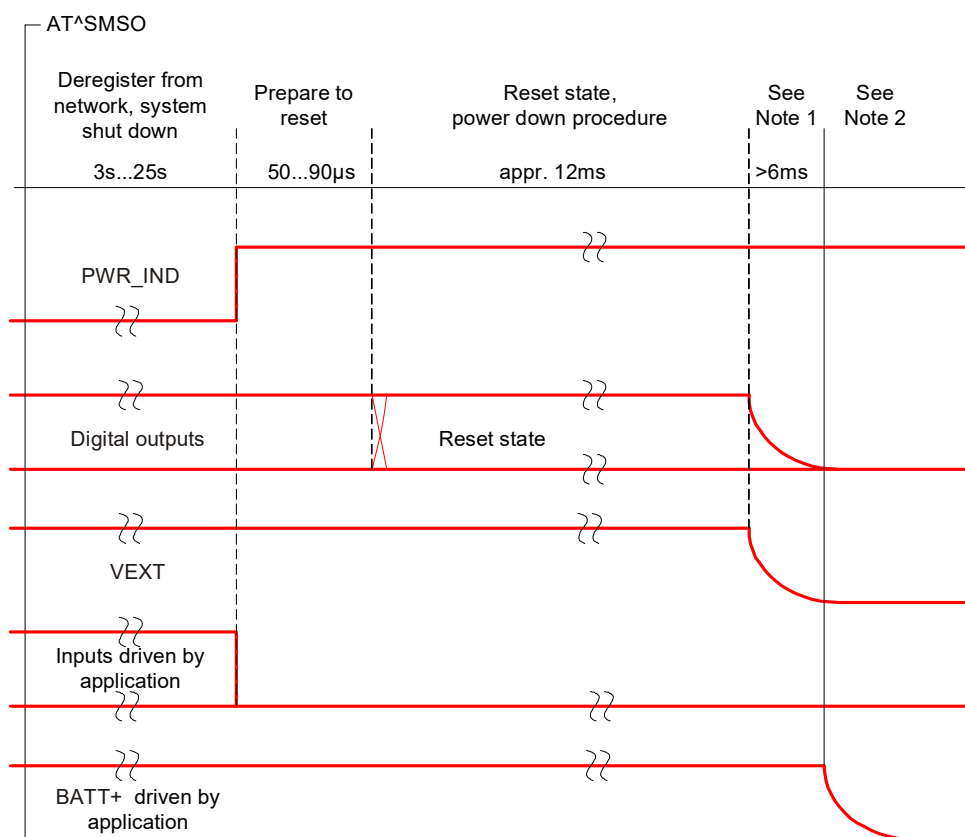 AT^SMSO
Deregister from
network, system
shut down
Prepare to
reset
Reset state,
power down procedure
See
Note 1
See
Note 2
3s...25s
50...90µs
appr. 12ms
>6ms
PWR_IND
Digital outputs
Reset state
VEXT
Inputs driven by
application
BATT+ driven by
application